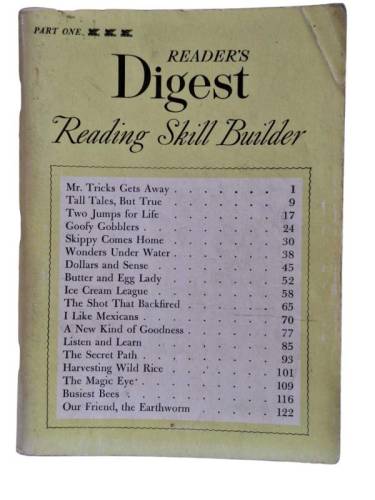 PART ONE
READER'S
Digest
Reading Skill Builder
Mr. Tricks Gets Away . . . . . . . . 1
Tall Tales, But True . . . . . . . . 9
Two Jumps for Life . . . . . . . . 17
Goofy Gobblers . . . . . . . . . 24
Skippy Comes Home . . . . . . . . 30
Wonders Under Water . . . . . . . . 38
Dollars and Sense . . . . . . . . 45
Butter and Egg Lady . . . . . . . . 52
Ice Cream League . . . . . . . . 58
The Shot That Backfired . . . . . . . 65
I Like Mexicans . . . . . . . . . 70
A New Kind of Goodness . . . . . . . 77
Listen and Learn . . . . . . . . 85
The Secret Path . . . . . . . . . 93
Harvesting Wild Rice . . . . . . . . 101
The Magic Eye . . . . . . . . . 109
Busiest Bees . . . . . . . . . . 116
Our Friend, the Earthworm . . . . . . 122